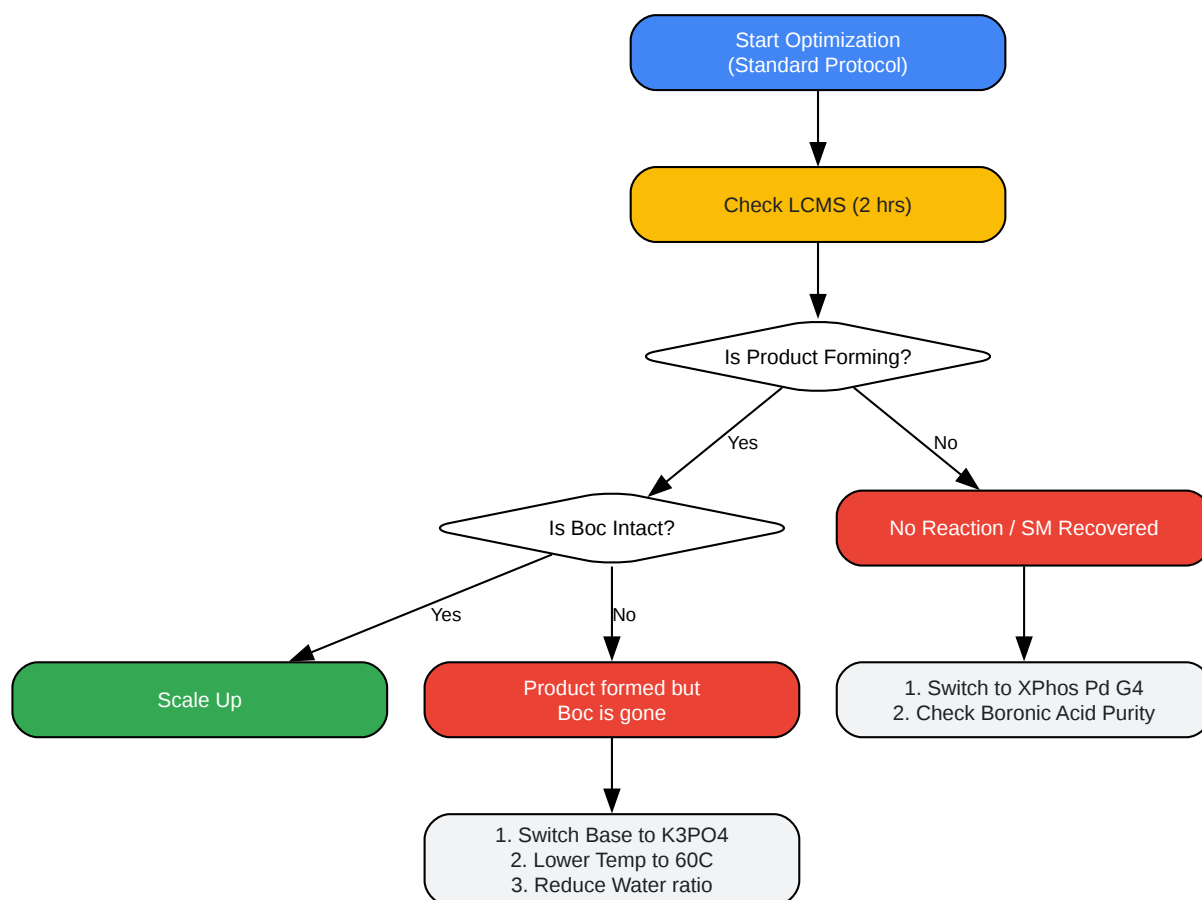 Start Optimization
(Standard Protocol)
Check LCMS (2 hrs)
Is Product Forming?
Yes
No
Is Boc Intact?
No Reaction / SM Recovered
Yes
No
Scale Up
Product formed but
Boc is gone
1. Switch to XPhos Pd G4
2. Check Boronic Acid Purity
1. Switch Base to K3PO4
2. Lower Temp to 60C
3. Reduce Water ratio